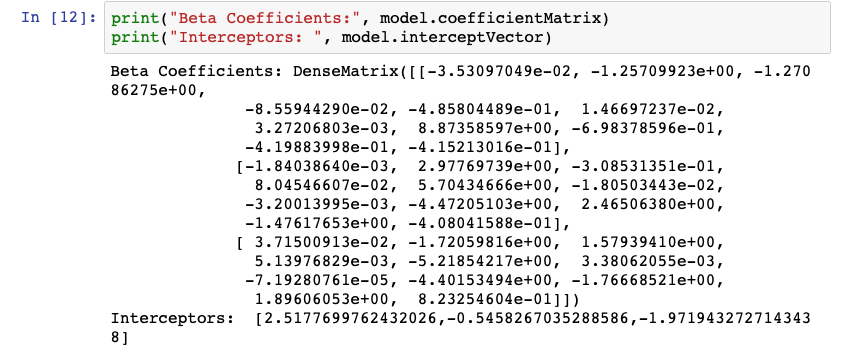 In [12]: print("Beta Coefficients:", model.coefficientMatrix)
print("Interceptors: ", model.interceptVector)
Beta Coefficients: DenseMatrix([[-3.53097049e-02, -1.25709923e+00, -1.270
86275e+00,
-8.55944290e-02, -4.85804489e-01,  1.46697237e-02,
3.27206803e-03,  8.87358597e+00, -6.98378596e-01,
-4.19883998e-01, -4.15213016e-01],
[-1.84038640e-03,  2.97769739e+00, -3.08531351e-01,
8.04546607e-02,  5.70434666e+00, -1.80503443e-02,
-3.20013995e-03, -4.47205103e+00,  2.46506380e+00,
-1.47617653e+00, -4.08041588e-01],
[ 3.71500913e-02, -1.72059816e+00,  1.57939410e+00,
5.13976829e-03, -5.21854217e+00,  3.38062055e-03,
-7.19280761e-05, -4.40153494e+00, -1.76668521e+00,
1.89606053e+00,  8.23254604e-01]])
Interceptors:  [2.5177699762432026,-0.5458267035288586,-1.971943272714343
8]